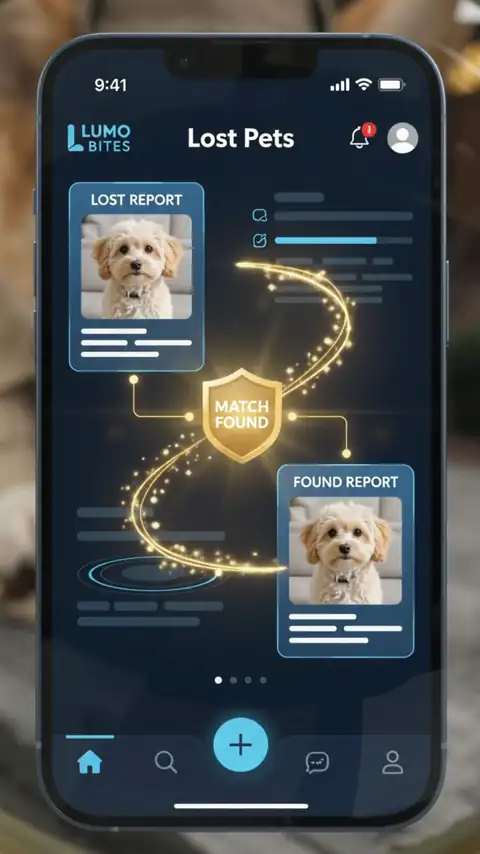 9:41
LUMO
BITES
Lost Pets
LOST REPORT
MATCH
FOUND
FOUND REPORT